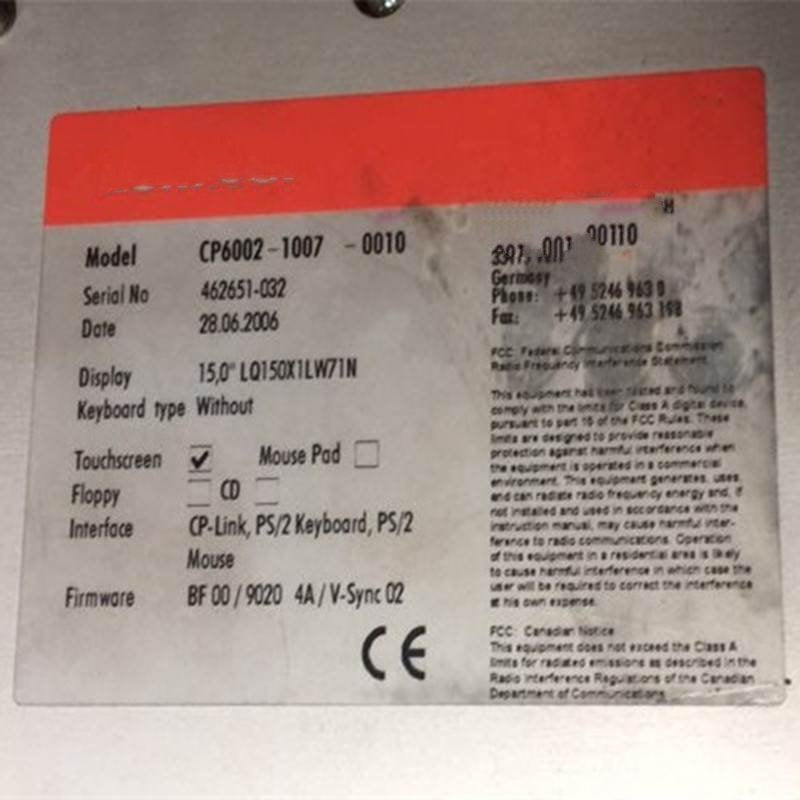 Model CP6002-1007 -0010
Serial No 462651-032
Date 28.06.2006
Display 15,0" LQ150X1LW71N
Keyboard type Without
Touchscreen ✓ Mouse Pad
Floppy CD
Interface CP-Link, PS/2 Keyboard, PS/2
Mouse
Firmware BF 00 / 9020 4A / V-Sync 02
CE
00110
Germany
Phone: +49 5246 963 0
Fax: +49 5246 963 198
FCC: Federal Communications Commission
Radio Frequency Interference Statement
This equipment has been tested and found to
comply with the limits for Class A digital device,
pursuant to part 15 of the FCC Rules. These
limits are designed to provide reasonable
protection against harmful interference when
the equipment is operated in a commercial
environment. This equipment generates, uses,
and can radiate radio frequency energy and, if
not installed and used in accordance with the
instruction manual, may cause harmful inter-
ference to radio communications. Operation
of this equipment in a residential area is likely
to cause harmful interference in which case the
user will be required to correct the interference
at his own expense.
FCC: Canadian Notice
This equipment does not exceed the Class A
limits for radiated emissions as described in the
Radio Interference Regulations of the Canadian
Department of Communications